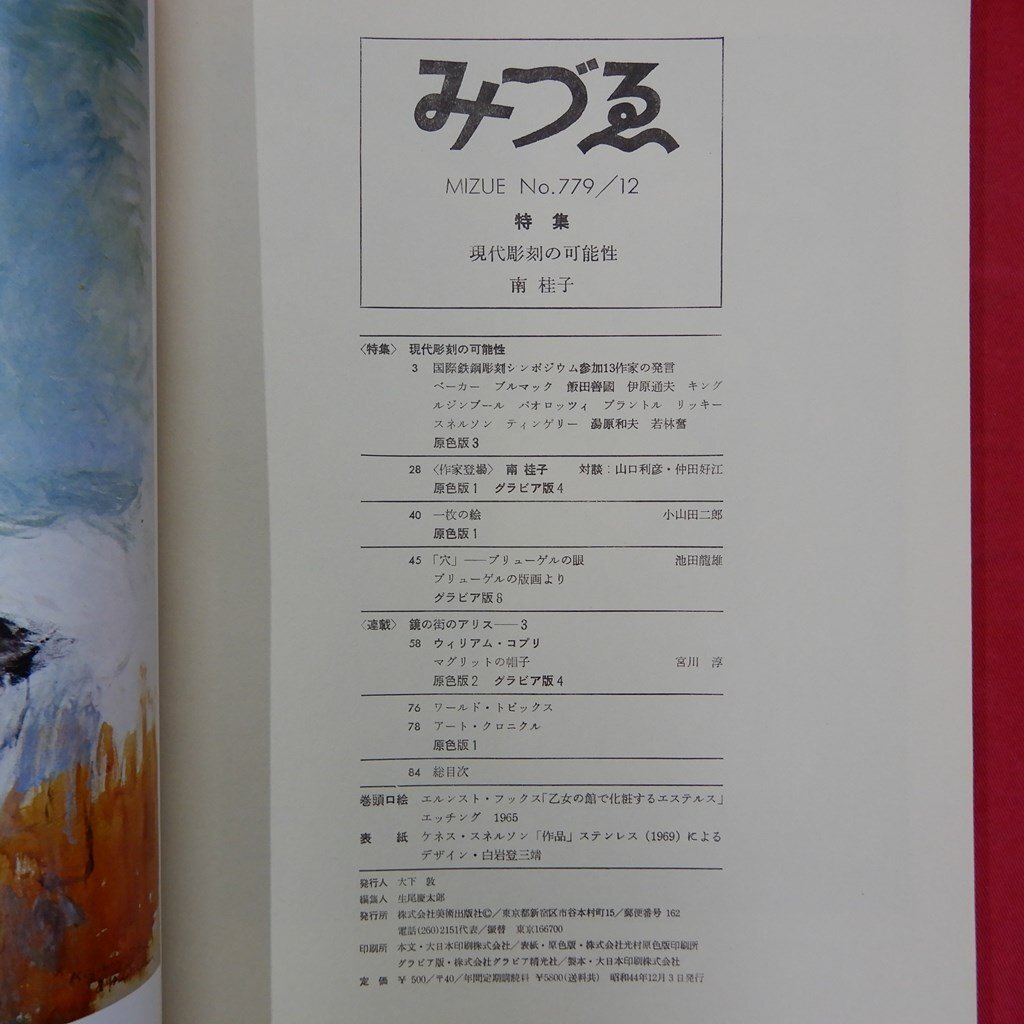 みづゑ
MIZUE No.779/12
特 集
現代彫刻の可能性
南 桂子
〈特集〉 現代彫刻の可能性
3 国際鉄鋼彫刻シンポジウム参加13作家の発言
ベーカー ブルマック 飯田善國 伊原通夫 キング
ルジンブール パオロッツィ プラントル リッキー
スネルソン ティンゲリー 湯原和夫 若林奮
原色版3
28 〈作家登場〉 南 桂子 対談：山口利彦・仲田好江
原色版1 グラビア版4
40 一枚の絵 小山田二郎
原色版1
45 「穴」——ブリューゲルの眼 池田龍雄
ブリューゲルの版画より
グラビア版8
〈連載〉 鏡の街のアリス——3
58 ウィリアム・コプリ
マグリットの帽子 宮川 淳
原色版2 グラビア版4
76 ワールド・トピックス
78 アート・クロニクル
原色版1
84 総目次
巻頭口絵 エルンスト・フックス「乙女の館で化粧するエステルス」
エッチング 1965
表 紙 ケネス・スネルソン「作品」ステンレス（1969）による
デザイン・白岩登三靖
発行人 大下 敦
編集人 生尾慶太郎
発行所 株式会社美術出版社©／東京都新宿区市谷本村町15／郵便番号 162
電話(260)2151代表／振替 東京166700
印刷所 本文・大日本印刷株式会社／表紙・原色版・株式会社光村原色版印刷所
グラビア版・株式会社グラビア精光社／製本・大日本印刷株式会社
定 価 ¥ 500／〒40／年間定期購読料 ¥5800(送料共) 昭和44年12月3日発行